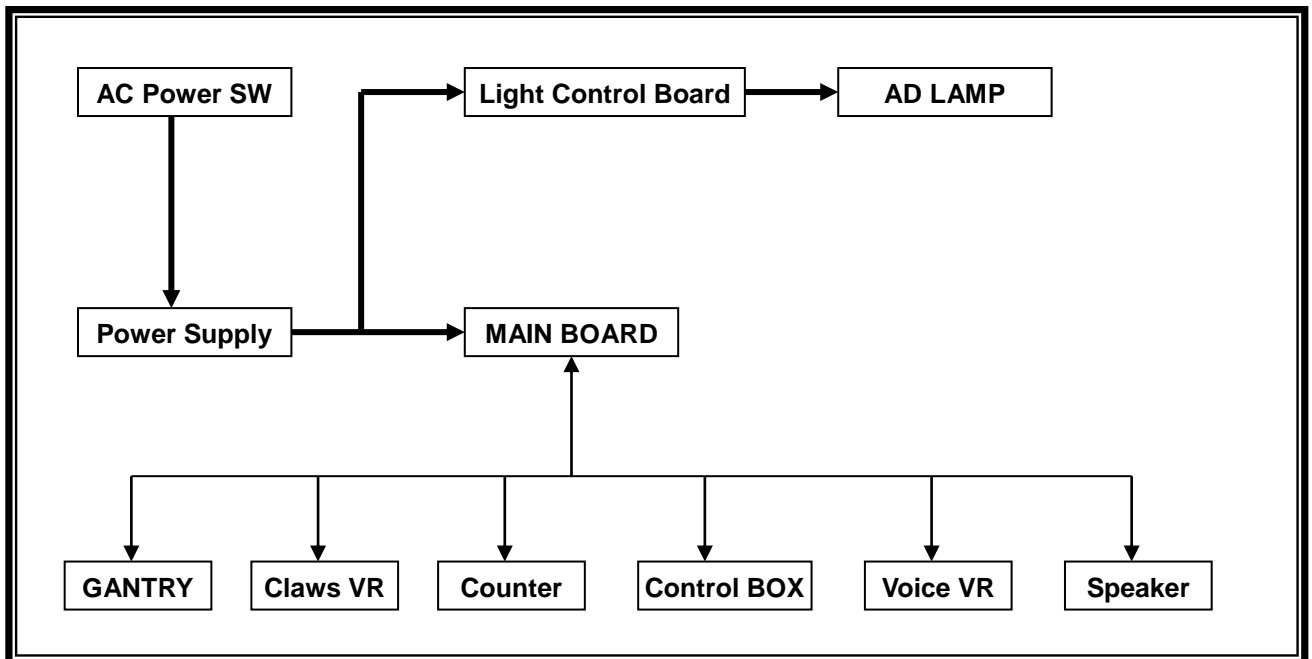 AC Power SW
Light Control Board
AD LAMP
Power Supply
MAIN BOARD
GANTRY
Claws VR
Counter
Control BOX
Voice VR
Speaker